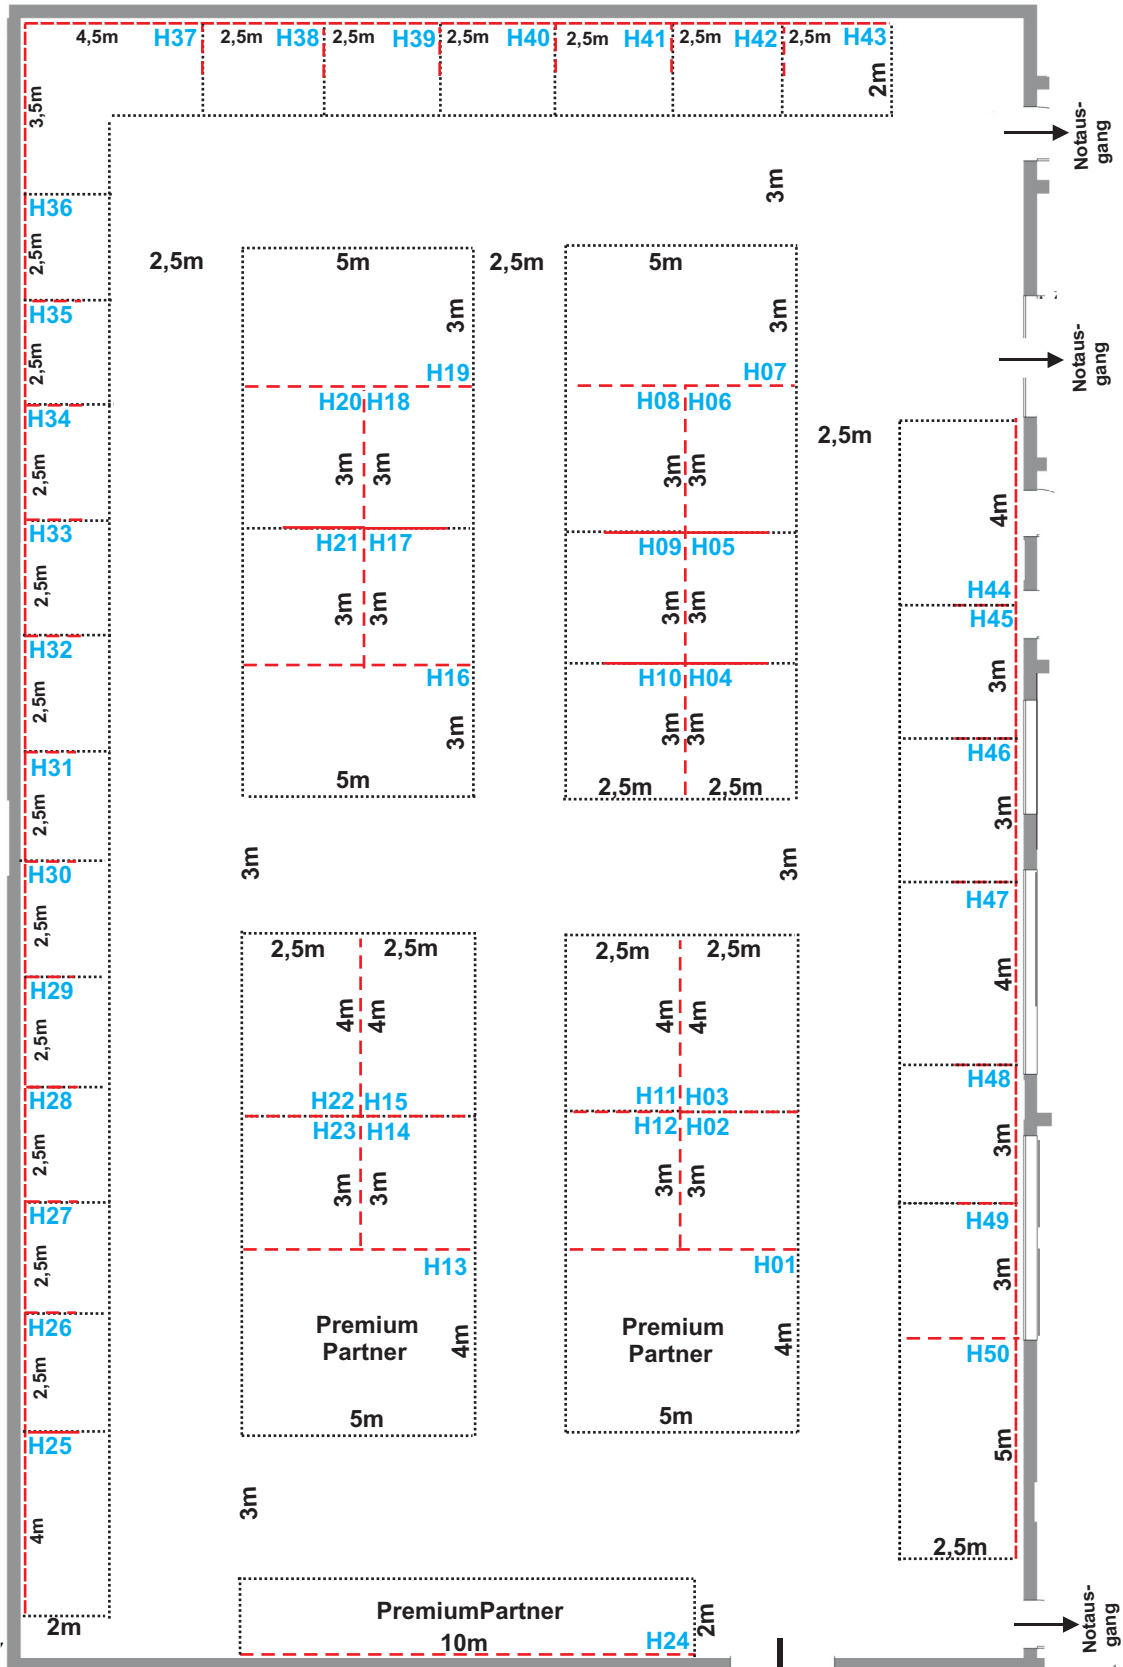 4,5m H37 2,5m H38 2,5m H39 2,5m H40 2,5m H41 2,5m H42 2,5m H43
2m
3,5m
Notaus-
gang
3m
H36
2,5m
2,5m 5m 2,5m 5m
3m 3m
H35
2,5m
Notaus-
gang
H19 H07
H20 H18 H08 H06
H34
2,5m
2,5m
3m 3m 3m 3m
4m
H33
2,5m
H21 H17 H09 H05
3m 3m 3m 3m
H44
H45
H32
2,5m
3m
H16 H10 H04
3m 3m 3m
H46
H31
2,5m
5m 2,5m 2,5m
3m
3m 3m
H30
2,5m
H47
2,5m 2,5m 2,5m 2,5m
4m
H29
2,5m
4m 4m 4m 4m
H48
H28
2,5m
H22 H15 H11 H03
H23 H14 H12 H02
3m
3m 3m 3m 3m
H27
2,5m
H49
H13 H01
3m
H26
2,5m
Premium
Partner
4m
Premium
Partner
4m
H50
5m 5m
H25
4m
5m
3m
2,5m
2m
PremiumPartner
10m H24
2m
Notaus-
gang